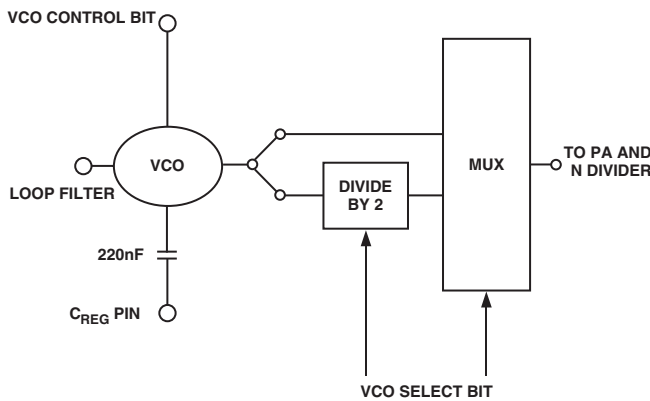 VCO CONTROL BIT
VCO
LOOP FILTER
220nF
CREG PIN
DIVIDE
BY 2
MUX
TO PA AND
N DIVIDER
VCO SELECT BIT